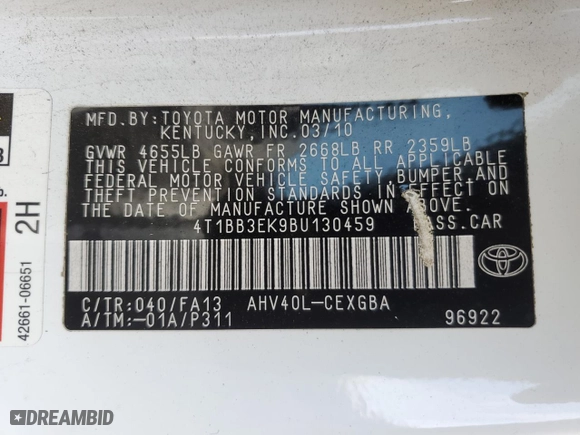 MFD.BY:TOYOTA MOTOR MANUFACTURING,
KENTUCKY,INC.03/10
GVWR 4655LB GAWR FR 2668LB RR 2359LB
THIS VEHICLE CONFORMS TO ALL APPLICABLE
FEDERAL MOTOR VEHICLE SAFETY, BUMPER AND
THEFT PREVENTION STANDARDS IN EFFECT ON
THE DATE OF MANUFACTURE SHOWN ABOVE.
4T1BB3EK9BU130459 PASS.CAR
C/TR:040/FA13 AHV40L-CEXGBA
A/TM:-01A/P311 96922
2H
42661-06651
TOYOTA
DREAMBID